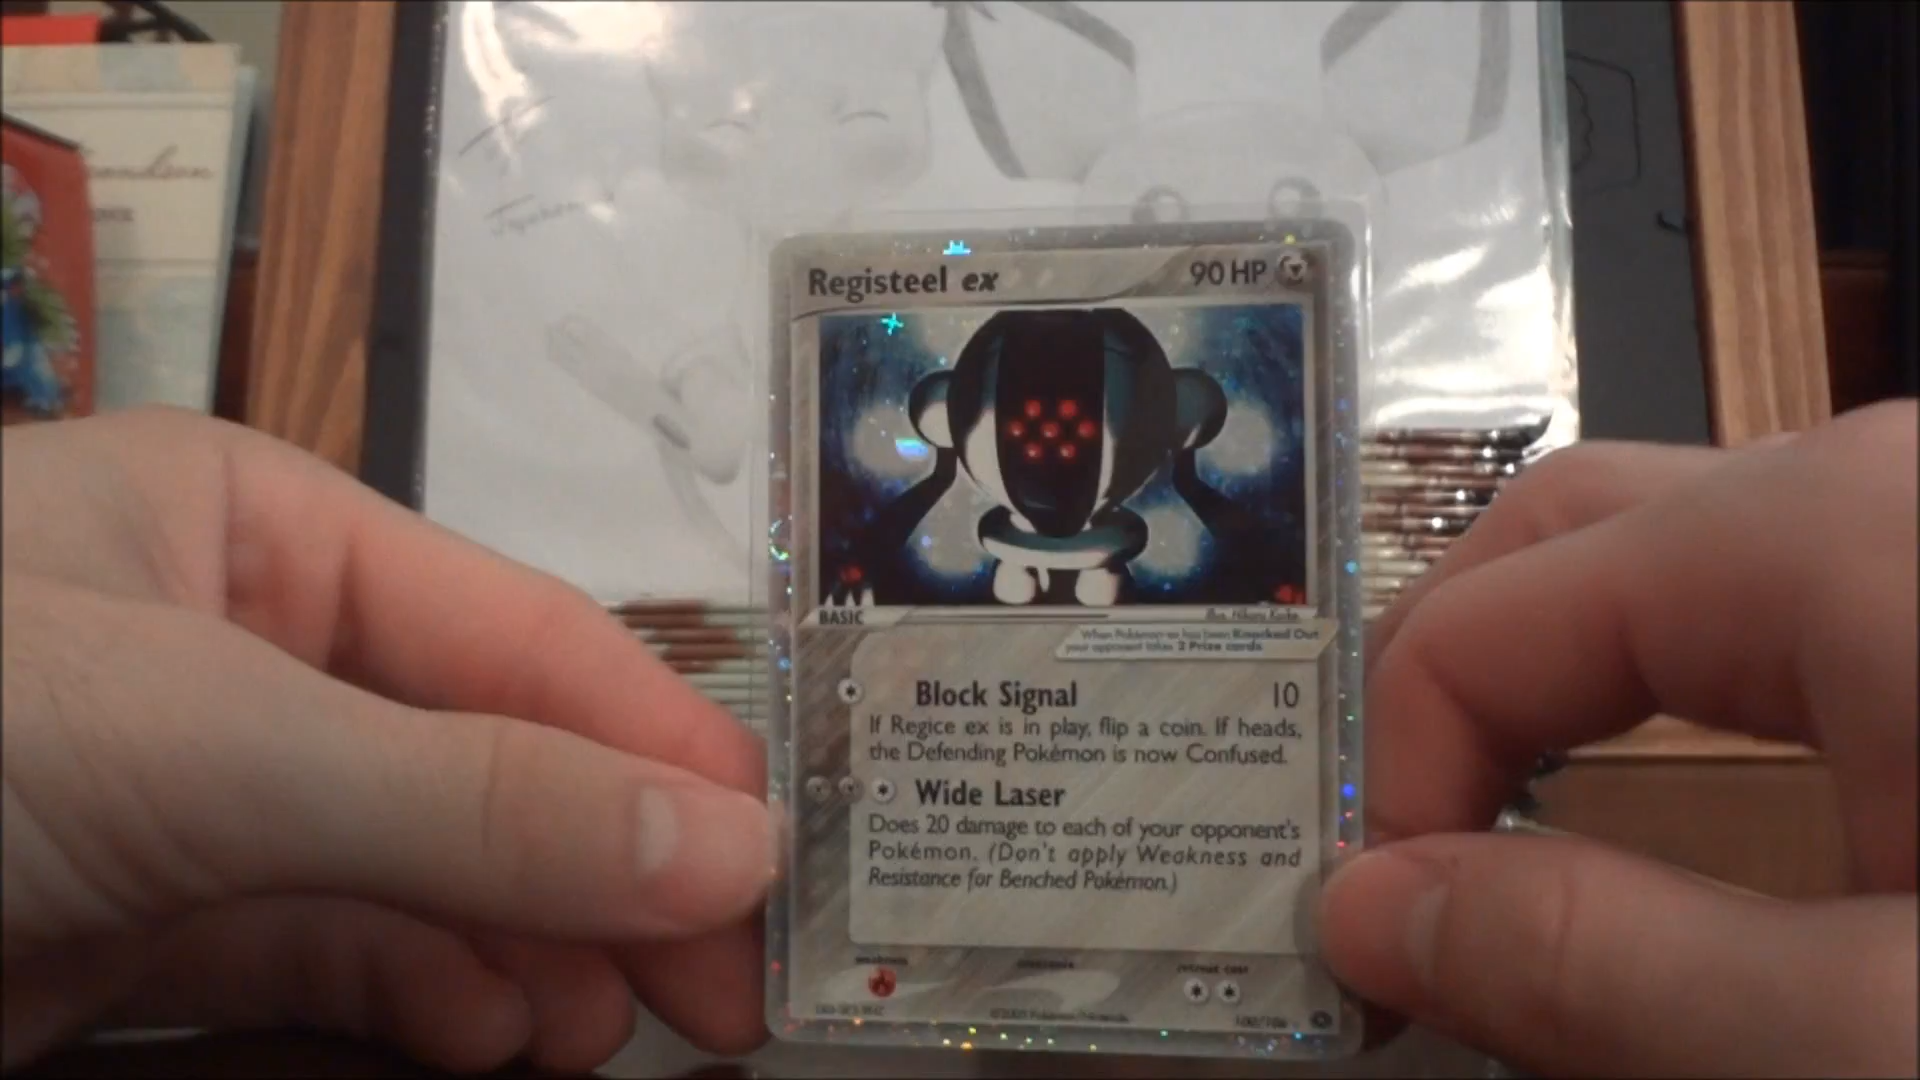 Registeel ex 90 HP
BASIC
When Pokémon-ex has been Knocked Out
your opponent takes 2 Prize cards
Block Signal 10
If Regice ex is in play, flip a coin. If heads,
the Defending Pokémon is now Confused.
Wide Laser
Does 20 damage to each of your opponent's
Pokémon. (Don't apply Weakness and
Resistance for Benched Pokémon.)
weakness resistance retreat cost